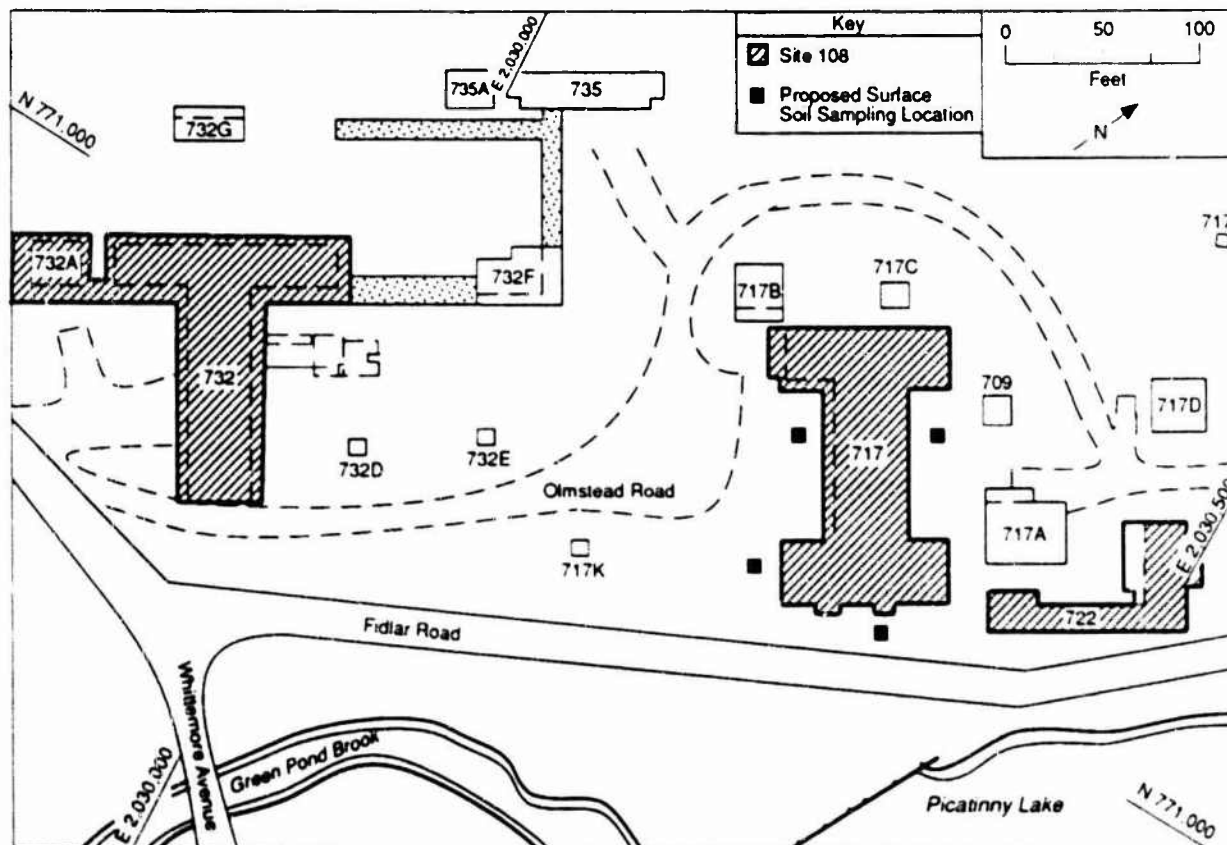 Key
Site 108
Proposed Surface
Soil Sampling Location
0 50 100
Feet
N
N 771.000
E 2.030.000
735A
735
732G
732A
732F
732
732D
732E
717B
717C
717
709
717D
717
Olmstead Road
717K
717A
E 2.030.500
722
Fidlar Road
Whittemore Avenue
Green Pond Brook
E 2.030.000
Picatinny Lake
N 771.000